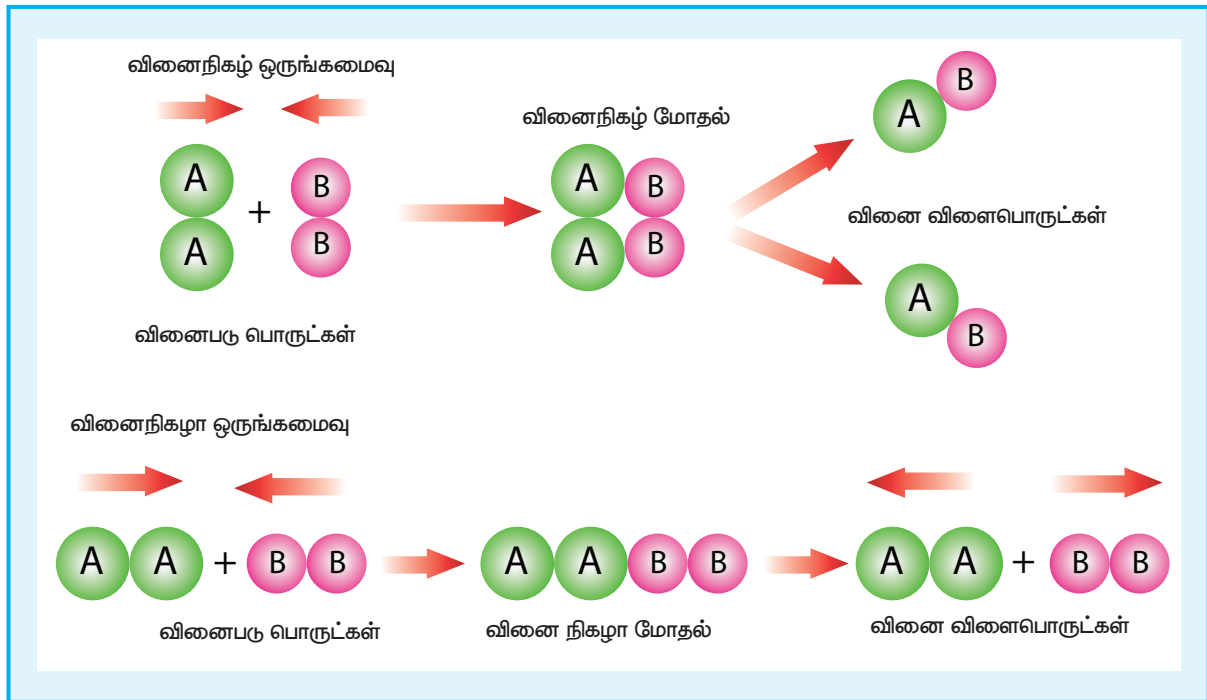 வினைநிகழ் ஒருங்கமைவு
வினைநிகழ் மோதல்
A
A
+
B
B
A B
A B
A B
வினை விளைபொருட்கள்
A B
வினைபடு பொருட்கள்
வினைநிகழா ஒருங்கமைவு
A A + B B
A A B B
A A + B B
வினைபடு பொருட்கள்
வினை நிகழா மோதல்
வினை விளைபொருட்கள்